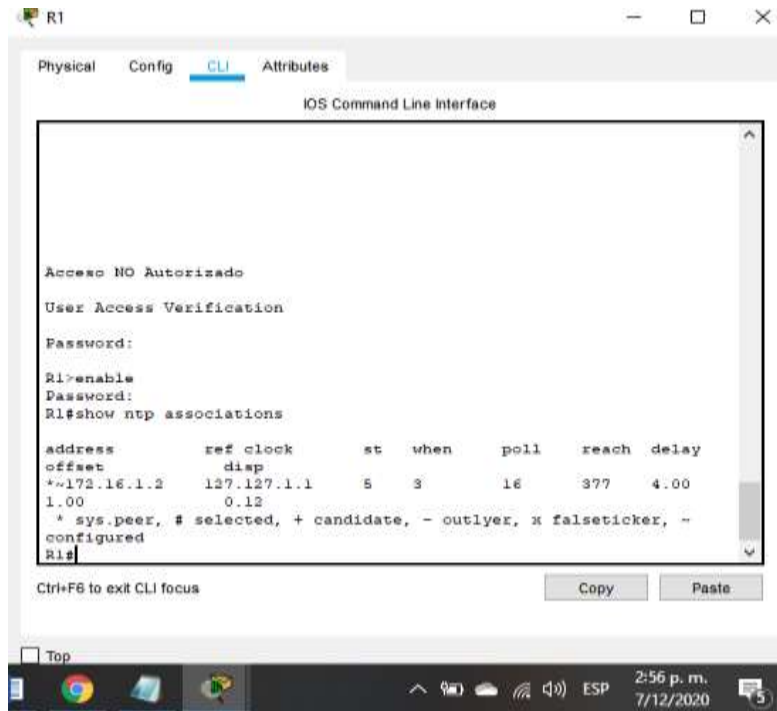 R1
Physical Config CLI Attributes
IOS Command Line Interface
Acceso NO Autorizado
User Access Verification
Password:
R1>enable
Password:
R1#show ntp associations
address ref clock st when poll reach delay
offset disp
*~172.16.1.2 127.127.1.1 5 3 16 377 4.00
1.00 0.12
* sys.peer, # selected, + candidate, - outlyer, x falseticker, ~
configured
R1#
Ctrl+F6 to exit CLI focus
Copy Paste
Top
ESP
2:56 p. m.
7/12/2020
5